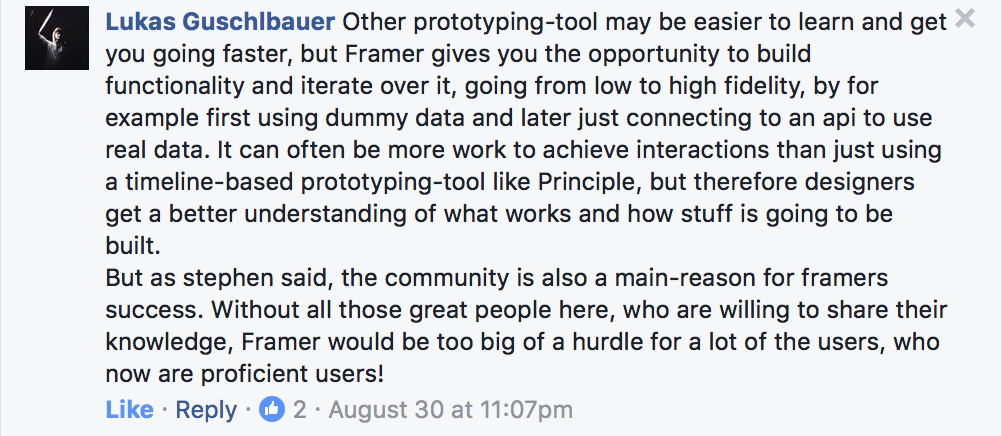 Lukas Guschlbauer Other prototyping-tool may be easier to learn and get
you going faster, but Framer gives you the opportunity to build
functionality and iterate over it, going from low to high fidelity, by for
example first using dummy data and later just connecting to an api to use
real data. It can often be more work to achieve interactions than just using
a timeline-based prototyping-tool like Principle, but therefore designers
get a better understanding of what works and how stuff is going to be
built.
But as stephen said, the community is also a main-reason for framers
success. Without all those great people here, who are willing to share their
knowledge, Framer would be too big of a hurdle for a lot of the users, who
now are proficient users!
Like · Reply · 2 · August 30 at 11:07pm